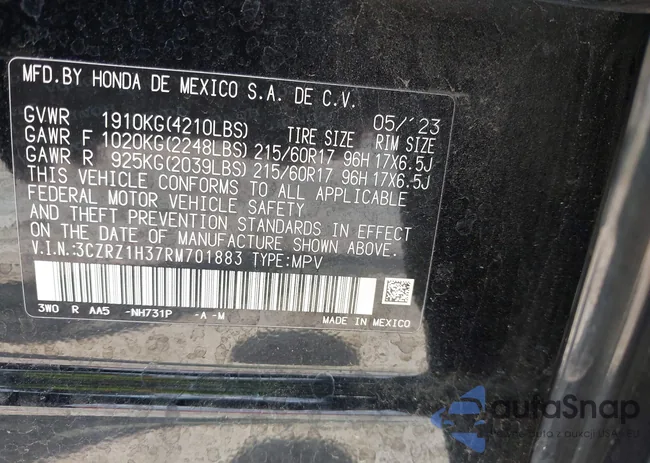 MFD.BY HONDA DE MEXICO S.A. DE C.V.
05/'23
GVWR 1910KG(4210LBS) TIRE SIZE RIM SIZE
GAWR F 1020KG(2248LBS) 215/60R17 96H 17X6.5J
GAWR R 925KG(2039LBS) 215/60R17 96H 17X6.5J
THIS VEHICLE CONFORMS TO ALL APPLICABLE
FEDERAL MOTOR VEHICLE SAFETY
AND THEFT PREVENTION STANDARDS IN EFFECT
ON THE DATE OF MANUFACTURE SHOWN ABOVE.
V.I.N.:3CZRZ1H37RM701883 TYPE:MPV
3W0 R AA5 -NH731P -A -M
MADE IN MEXICO
autoSnap